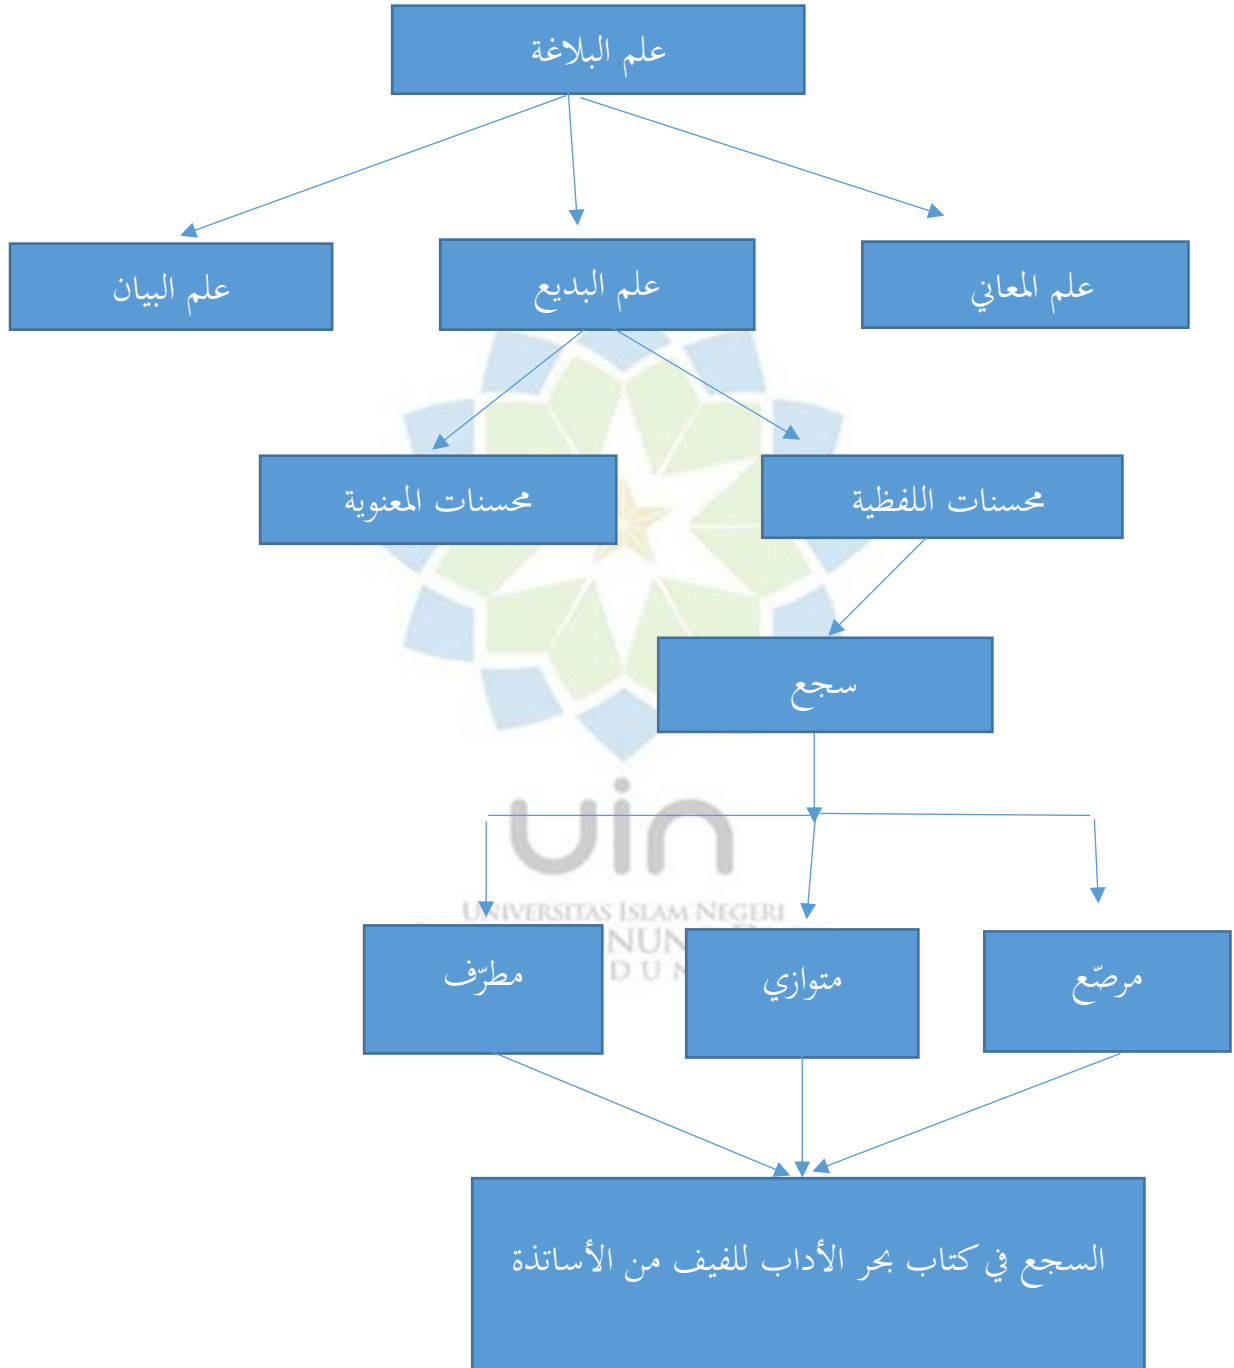 علم البلاغة
علم المعاني
علم البديع
علم البيان
محسنات اللفظية
محسنات المعنوية
سجع
uin
UNIVERSITAS ISLAM NEGERI
مرصّع
متوازي
مطرّف
السجع في كتاب بحر الأداب للفيف من الأساتذة